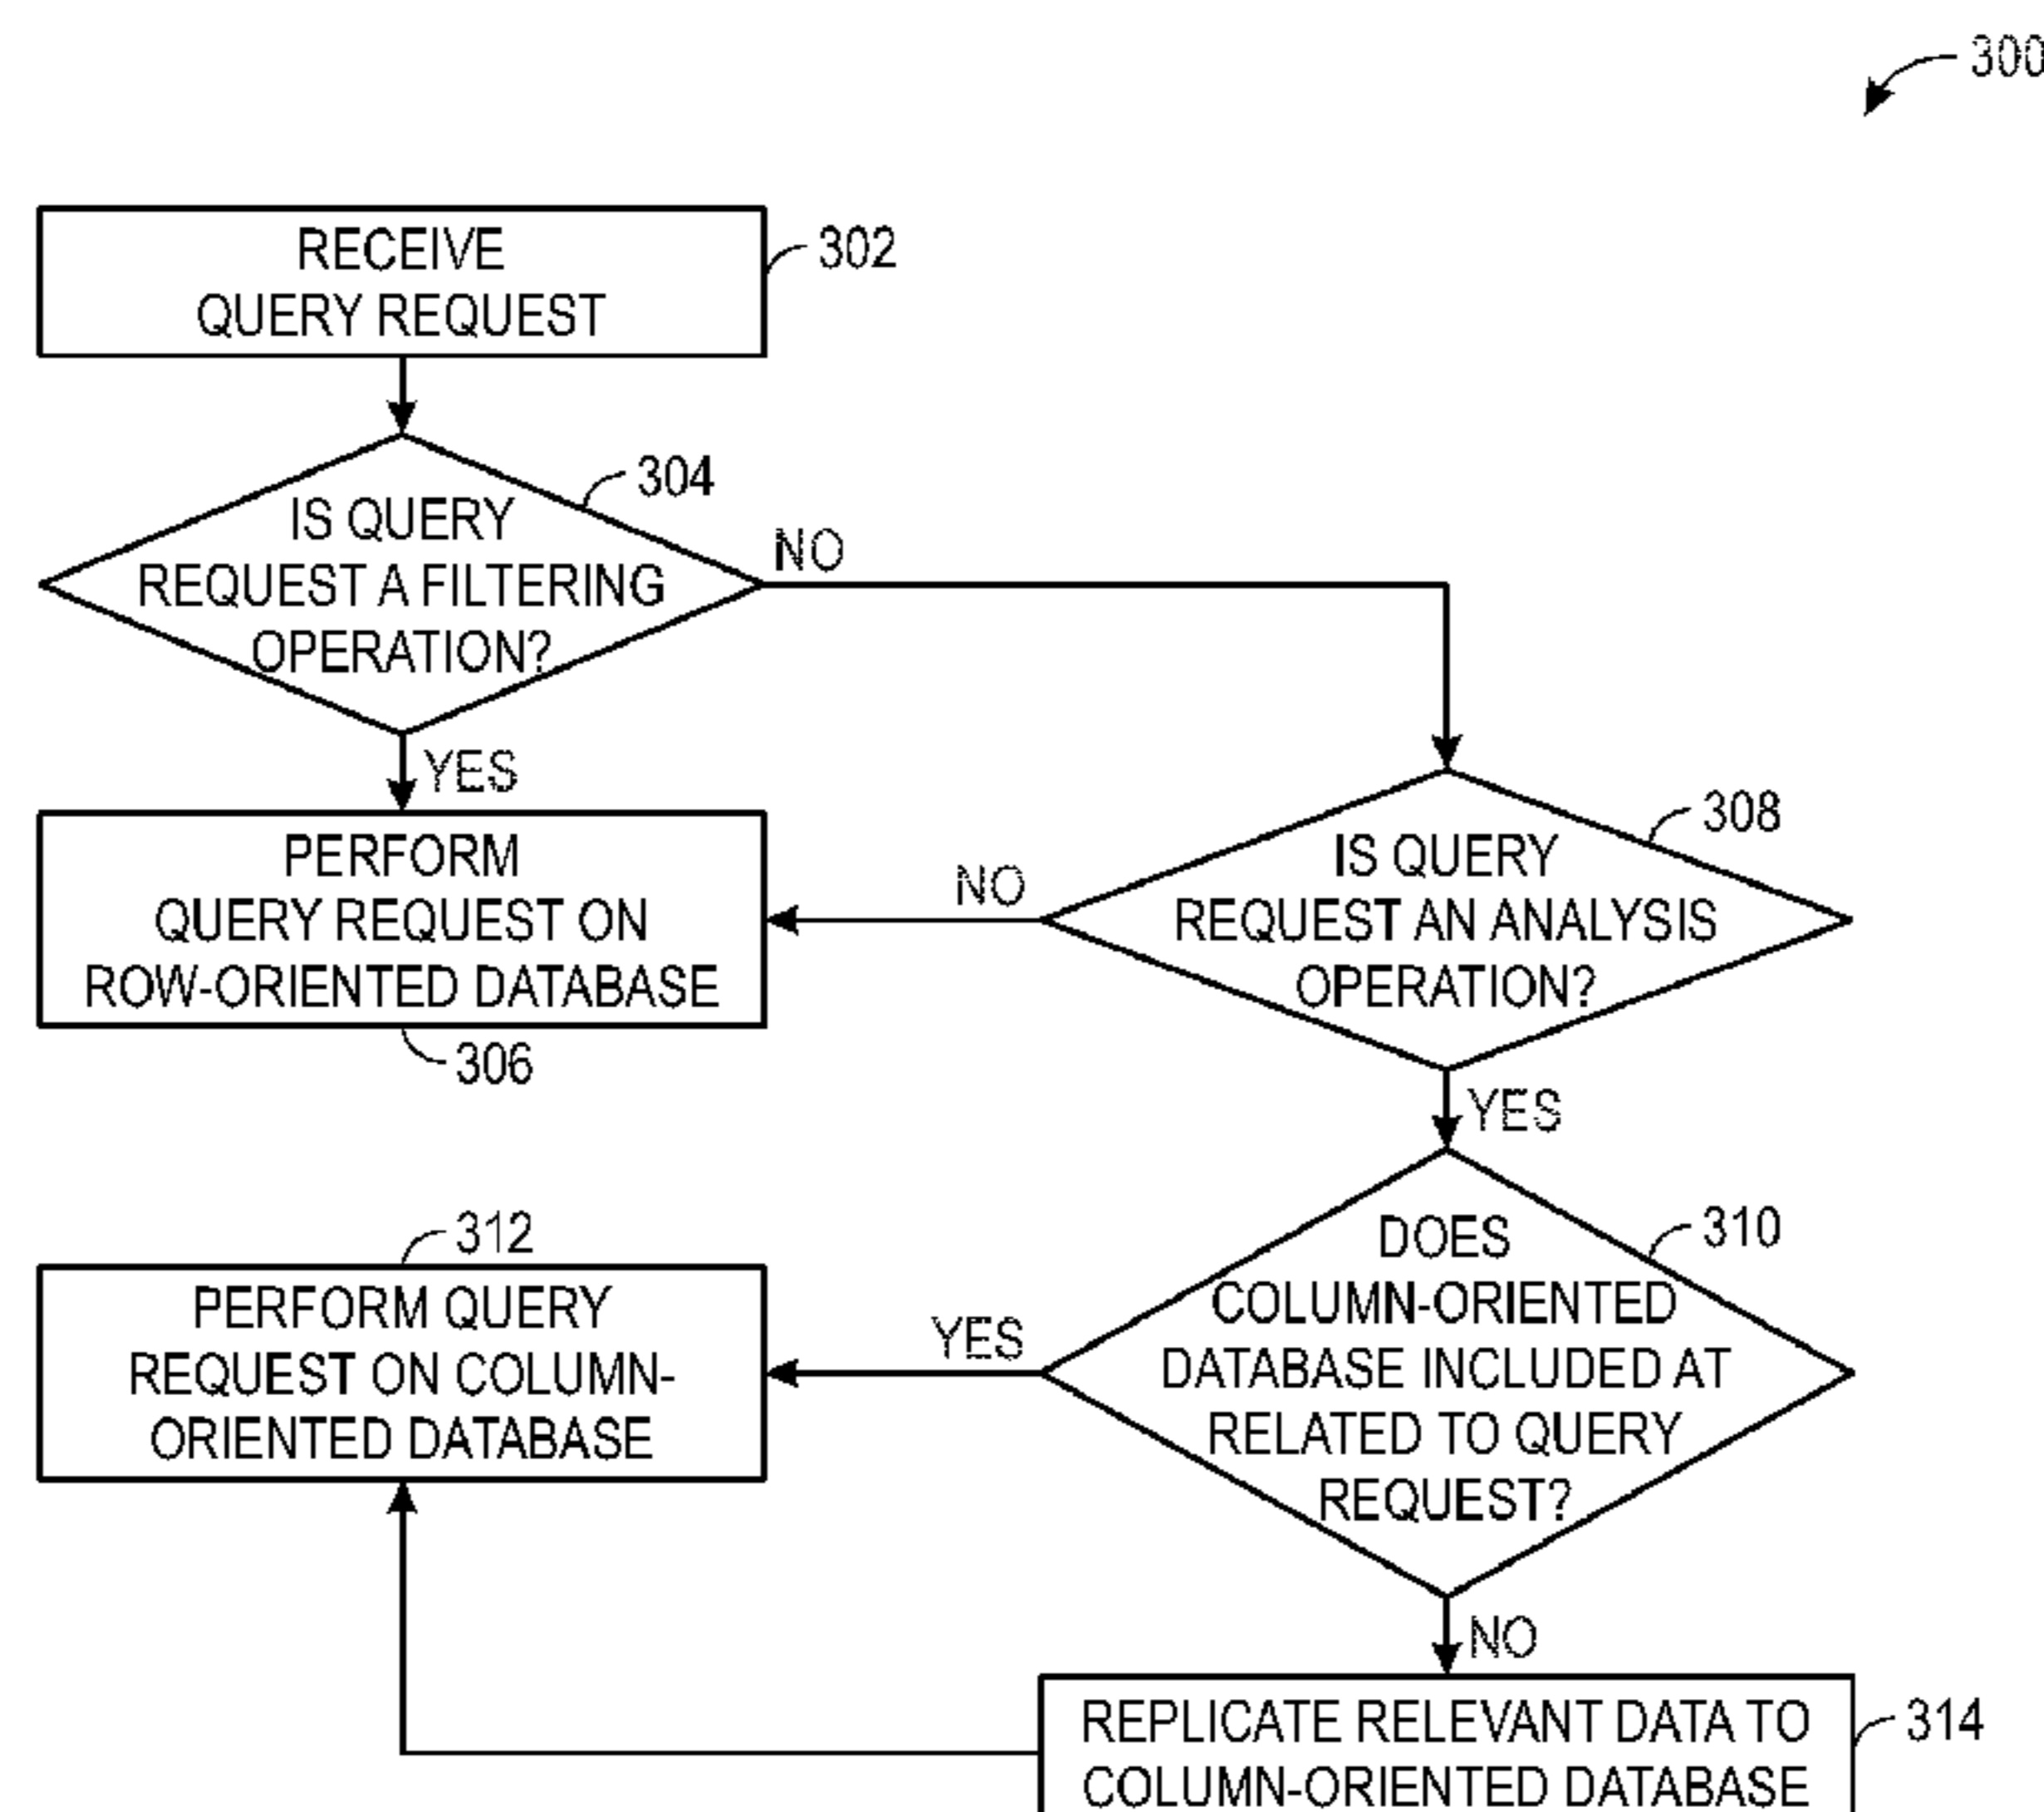 300
RECEIVE
QUERY REQUEST
302
304
IS QUERY
REQUEST A FILTERING
OPERATION?
NO
YES
PERFORM
QUERY REQUEST ON
ROW-ORIENTED DATABASE
306
308
IS QUERY
REQUEST AN ANALYSIS
OPERATION?
NO
YES
310
DOES
COLUMN-ORIENTED
DATABASE INCLUDED AT
RELATED TO QUERY
REQUEST?
YES
312
PERFORM QUERY
REQUEST ON COLUMN-
ORIENTED DATABASE
NO
REPLICATE RELEVANT DATA TO
COLUMN-ORIENTED DATABASE
314